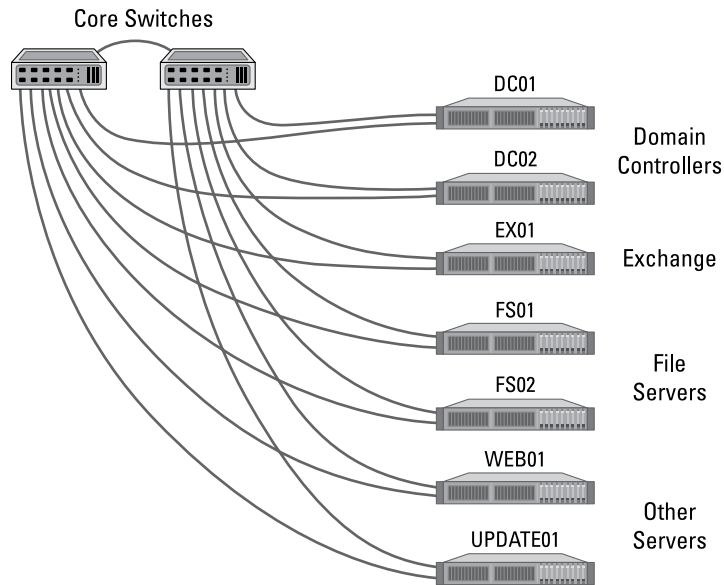 Core Switches
DC01
Domain
Controllers
DC02
EX01
Exchange
FS01
File
Servers
FS02
WEB01
Other
Servers
UPDATE01